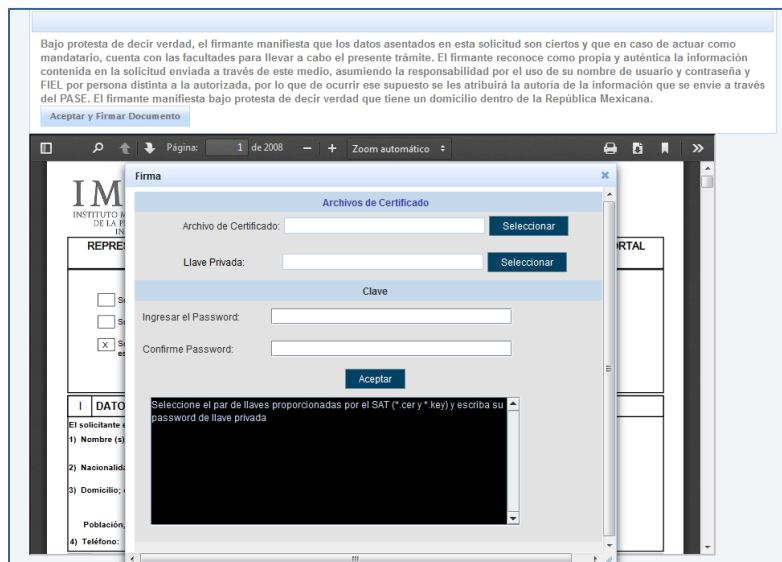 Bajo protesta de decir verdad, el firmante manifiesta que los datos asentados en esta solicitud son ciertos y que en caso de actuar como
mandatario, cuenta con las facultades para llevar a cabo el presente trámite. El firmante reconoce como propia y auténtica la información
contenida en la solicitud enviada a través de este medio, asumiendo la responsabilidad por el uso de su nombre de usuario y contraseña y
FIEL por persona distinta a la autorizada, por lo que de ocurrir ese supuesto se les atribuirá la autoria de la información que se envíe a través
del PASE. El firmante manifiesta bajo protesta de decir verdad que tiene un domicilio dentro de la República Mexicana.
Aceptar y Firmar Documento
Página: 1 de 2008 Zoom automático
Firma
IM
INSTITUTO M
DE LA P
IN
REPRE
RTAL
Archivos de Certificado
Archivo de Certificado: Seleccionar
Llave Privada: Seleccionar
Clave
Ingresar el Password:
Confirme Password:
Aceptar
Seleccione el par de llaves proporcionadas por el SAT (*.cer y *.key) y escriba su
password de llave privada
X
I DATO
El solicitante
1) Nombre (s)
2) Nacionalida
3) Domicilio;
Población,
4) Teléfono: